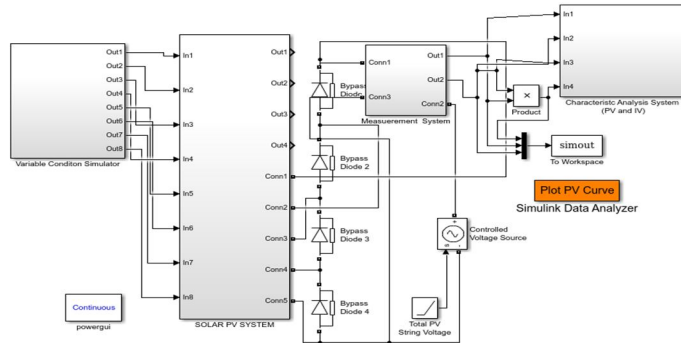 Out1
Out2
Out3
Out4
Out5
Out6
Out7
Out8
Variable Conditon Simulator
In1
In2
In3
In4
In5
In6
In7
In8
Out1
Out2
Out3
Out4
Conn1
Conn2
Conn3
Conn4
Conn5
SOLAR PV SYSTEM
Continuous
powergui
Bypass
Diode
Bypass
Diode 2
Bypass
Diode 3
Bypass
Diode 4
Conn1
Conn3
Out1
Out2
Conn2
Measuerement System
×
Product
In1
In2
In3
In4
Characteristc Analysis System
(PV and IV)
simout
To Workspace
Plot PV Curve
Simulink Data Analyzer
Controlled
Voltage Source
Total PV
String Voltage